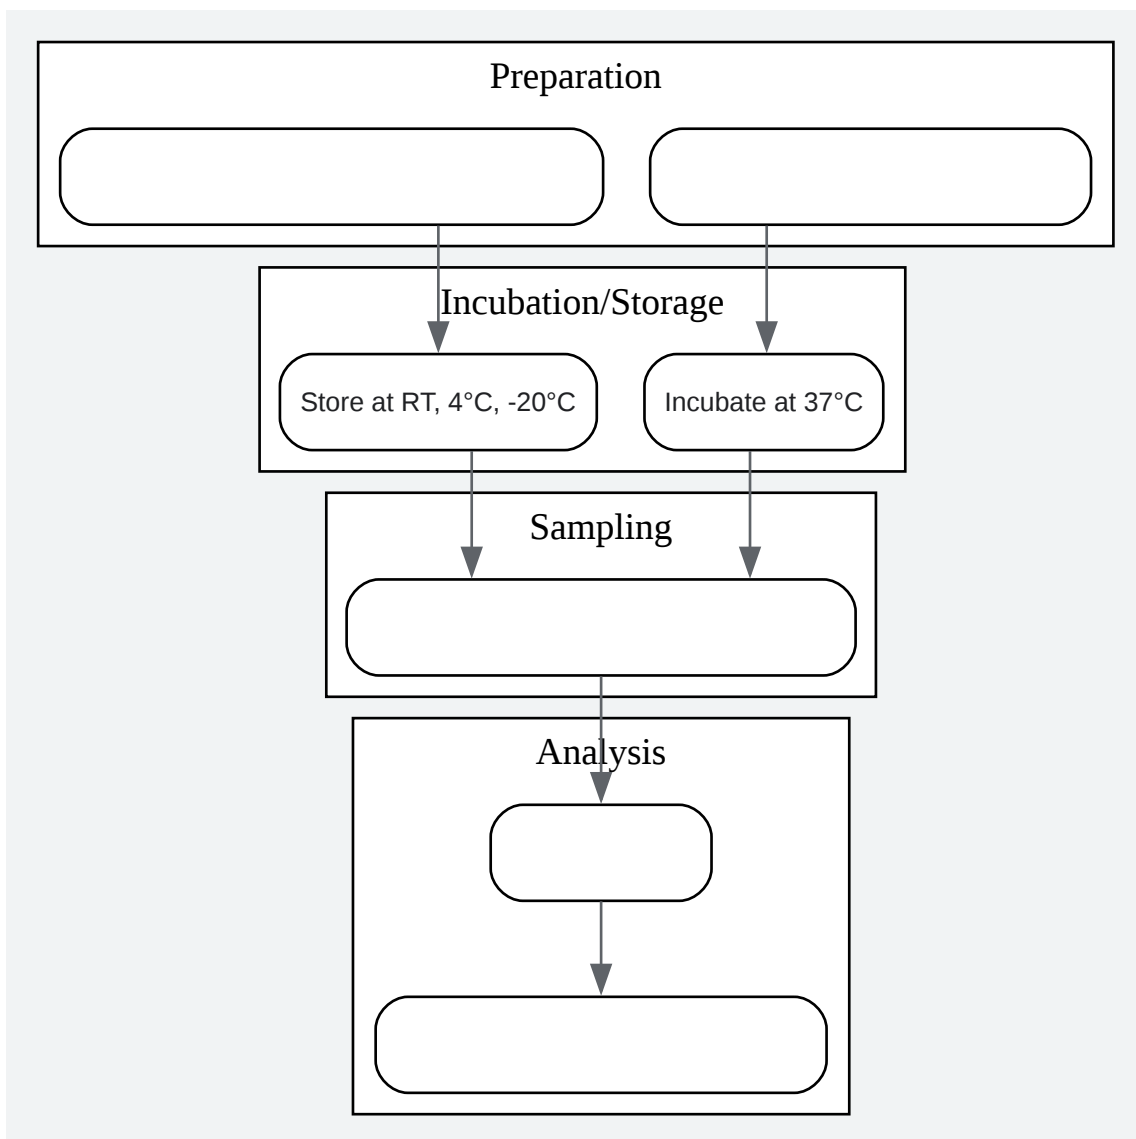 Preparation
Incubation/Storage
Store at RT, 4°C, -20°C
Incubate at 37°C
Sampling
Analysis